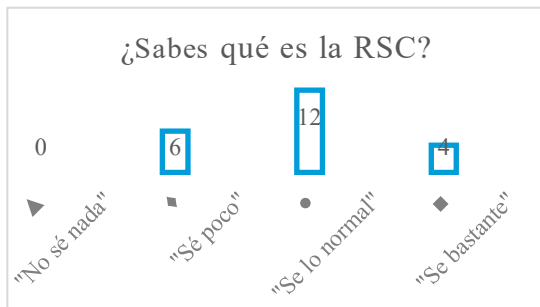 ¿Sabes qué es la RSC?
0
6
12
4
"No sé nada"
"Sé poco"
"Se lo normal"
"Se bastante"